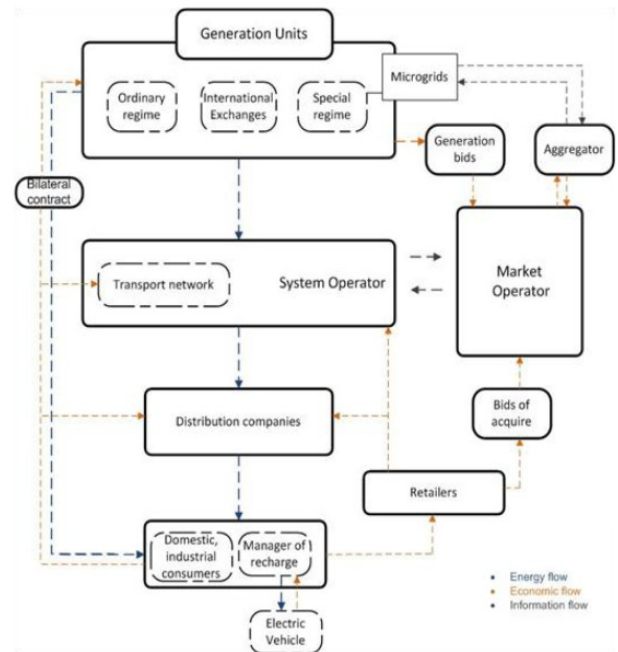 Generation Units
Microgrids
Ordinary
regime
International
Exchanges
Special
regime
Generation
bids
Aggregator
Bilateral
contract
Transport network
System Operator
Market
Operator
Distribution companies
Bids of
acquire
Retailers
Domestic,
industrial
consumers
Manager of
recharge
Electric
Vehicle
• Energy flow
• Economic flow
• Information flow